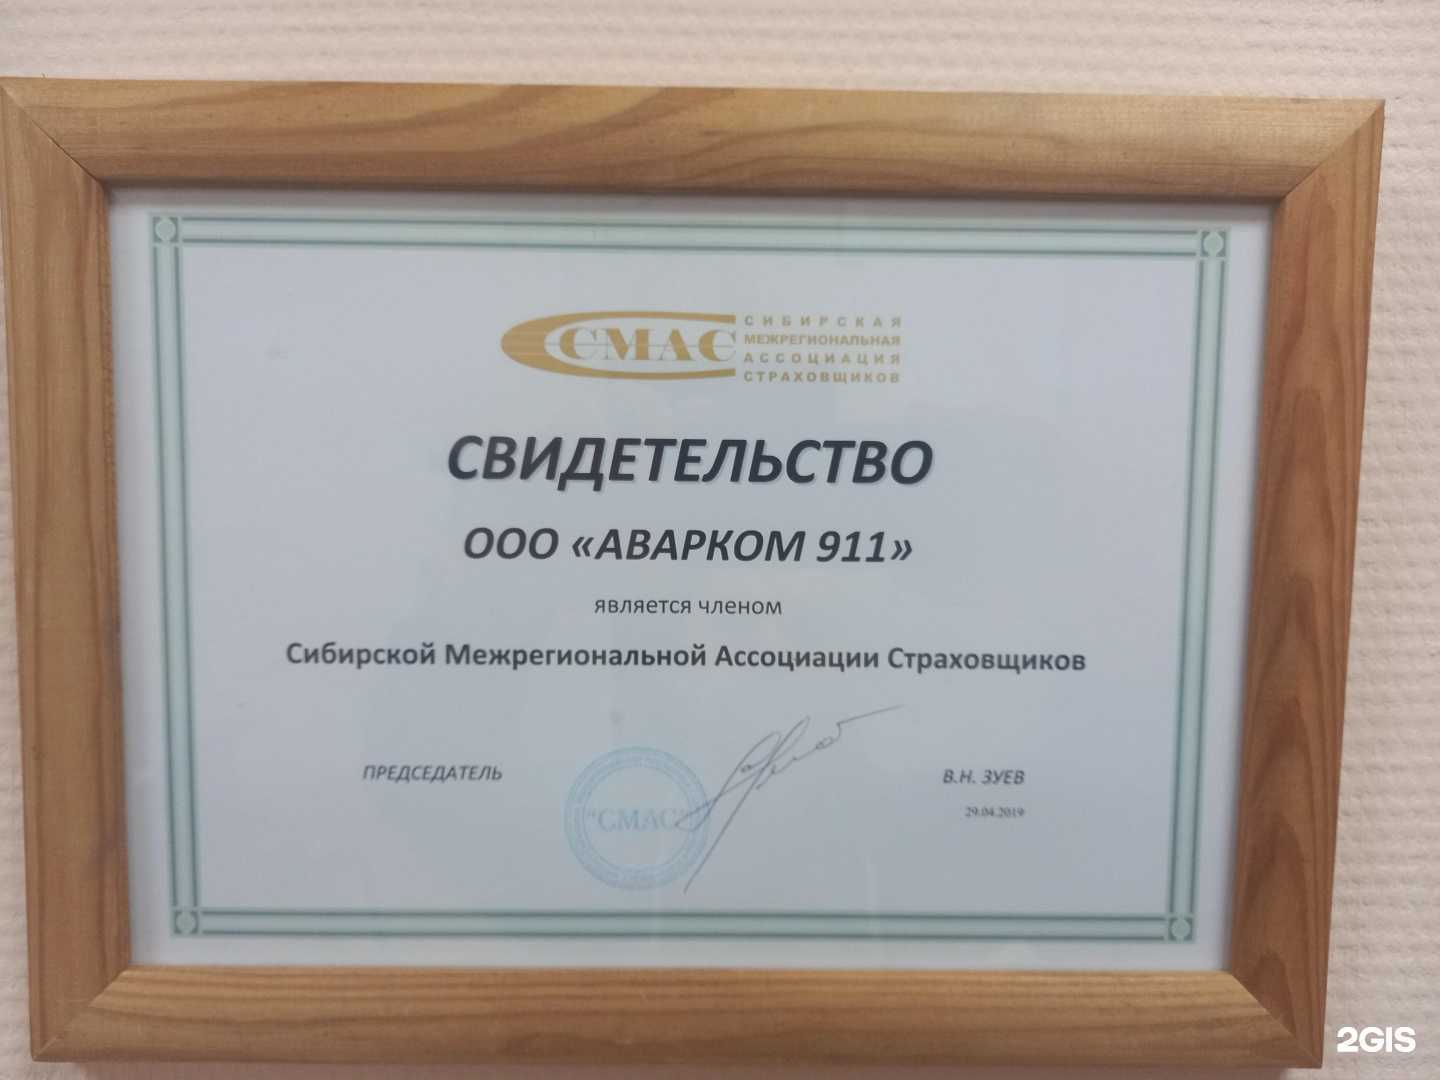 СМАС
СИБИРСКАЯ
МЕЖРЕГИОНАЛЬНАЯ
АССОЦИАЦИЯ
СТРАХОВЩИКОВ
СВИДЕТЕЛЬСТВО
ООО «АВАРКОМ 911»
является членом
Сибирской Межрегиональной Ассоциации Страховщиков
ПРЕДСЕДАТЕЛЬ
"СМАС"
В.Н. ЗУЕВ
29.04.2019
2GIS